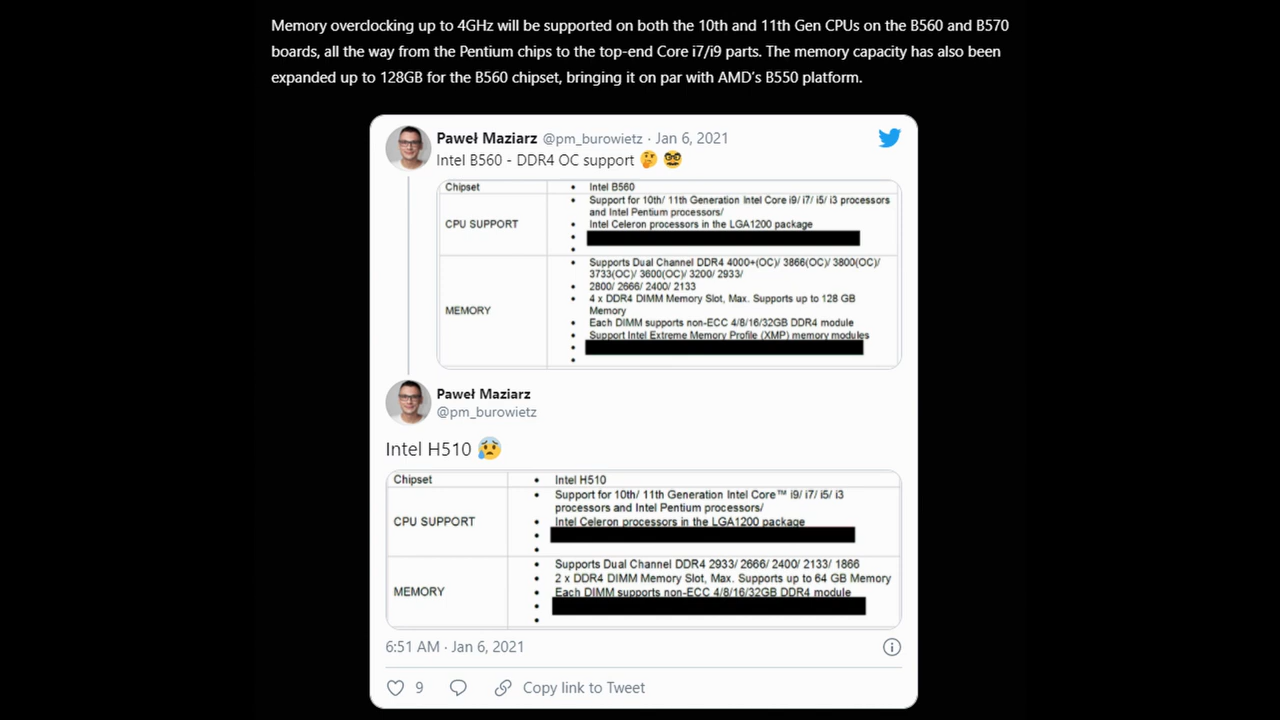 Memory overclocking up to 4GHz will be supported on both the 10th and 11th Gen CPUs on the B560 and B570
boards, all the way from the Pentium chips to the top-end Core i7/i9 parts. The memory capacity has also been
expanded up to 128GB for the B560 chipset, bringing it on par with AMD's B550 platform.
Paweł Maziarz @pm_burowietz · Jan 6, 2021
Intel B560 - DDR4 OC support 🤔 🥸
Chipset • Intel B560
CPU SUPPORT
• Support for 10th/ 11th Generation Intel Core i9/ i7/ i5/ i3 processors
and Intel Pentium processors/
• Intel Celeron processors in the LGA1200 package
MEMORY
• Supports Dual Channel DDR4 4000+(OC)/ 3866(OC)/ 3800(OC)/
3733(OC)/ 3600(OC)/ 3200/ 2933/
• 2800/ 2666/ 2400/ 2133
• 4 x DDR4 DIMM Memory Slot, Max. Supports up to 128 GB
Memory
• Each DIMM supports non-ECC 4/8/16/32GB DDR4 module
• Support Intel Extreme Memory Profile (XMP) memory modules
Paweł Maziarz
@pm_burowietz
Intel H510 😰
Chipset • Intel H510
CPU SUPPORT
• Support for 10th/ 11th Generation Intel Core™ i9/ i7/ i5/ i3
processors and Intel Pentium processors/
• Intel Celeron processors in the LGA1200 package
MEMORY
• Supports Dual Channel DDR4 2933/ 2666/ 2400/ 2133/ 1866
• 2 x DDR4 DIMM Memory Slot, Max. Supports up to 64 GB Memory
• Each DIMM supports non-ECC 4/8/16/32GB DDR4 module
6:51 AM · Jan 6, 2021
9 Copy link to Tweet